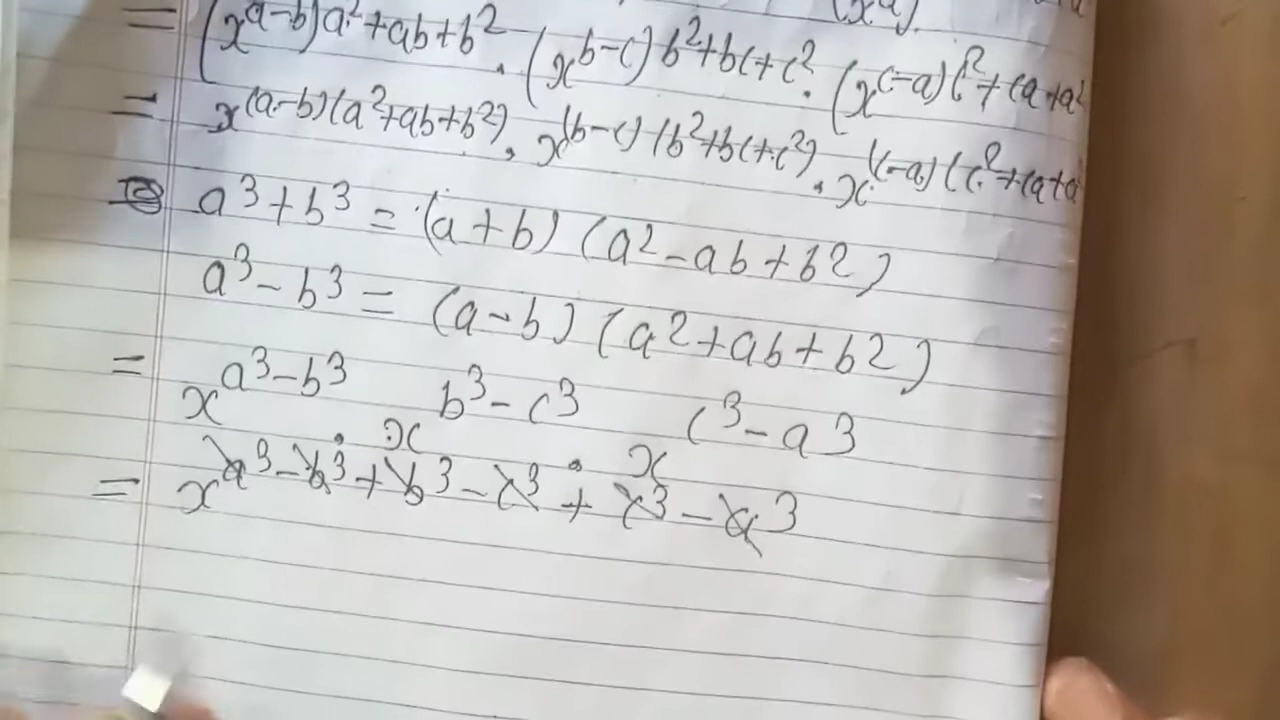 (xᵃ)
= (x^(a-b))^(a²+ab+b²) . (x^(b-c))^(b²+bc+c²) . (x^(c-a))^(c²+ca+a²)
= x^((a-b)(a²+ab+b²)) . x^((b-c)(b²+bc+c²)) . x^((c-a)(c²+ca+a
a³+b³ = (a+b) (a²-ab+b²)
a³-b³ = (a-b) (a²+ab+b²)
= x^(a³-b³) . x^(b³-c³) . x^(c³-a³)
= x^(a³-b³+b³-c³+c³-a³)